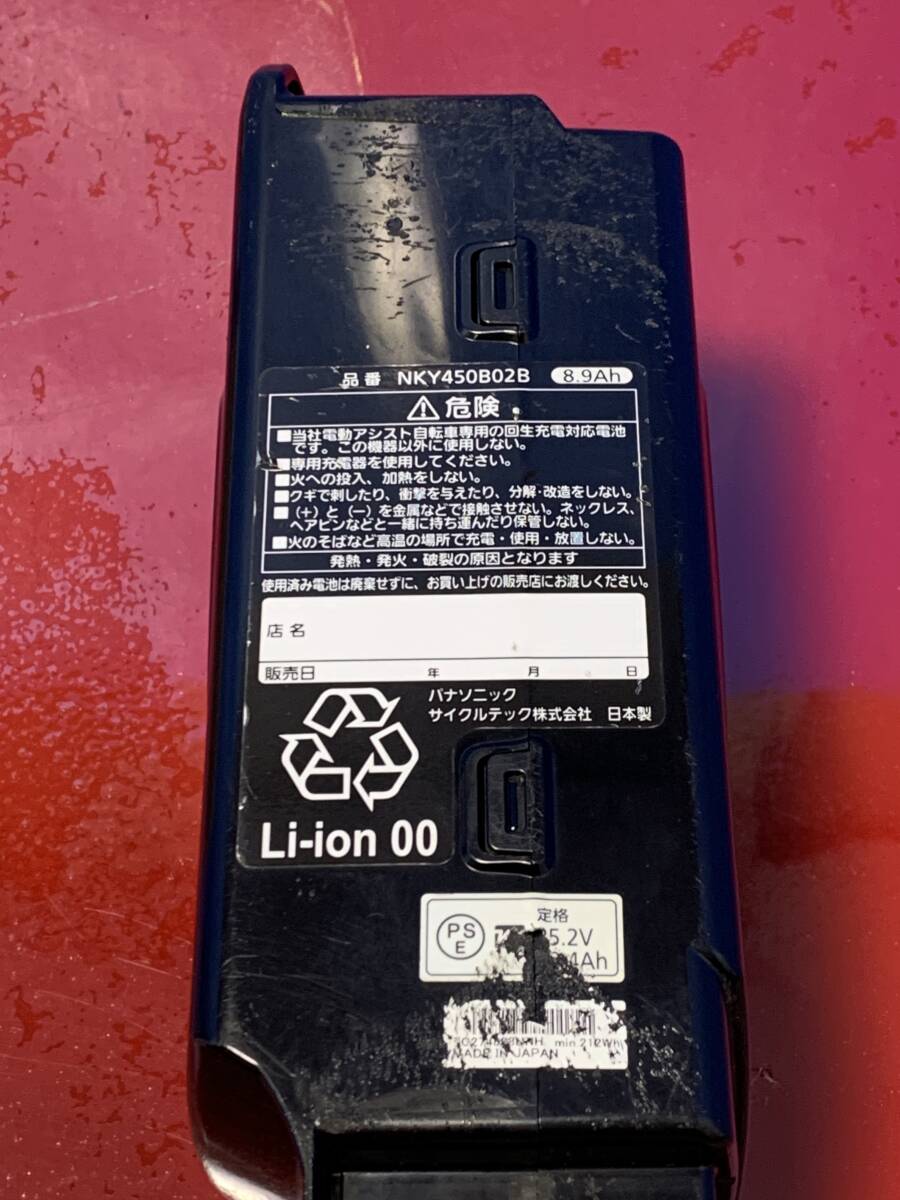 品番 NKY450B02B 8.9Ah
⚠危険
■当社電動アシスト自転車専用の回生充電対応電池
です。この機器以外に使用しない。
■専用充電器を使用してください。
■火への投入、加熱をしない。
■クギで刺したり、衝撃を与えたり、分解・改造をしない。
■(+)と(−)を金属などで接触させない。ネックレス、
ヘアピンなどと一緒に持ち運んだり保管しない。
■火のそばなど高温の場所で充電・使用・放置しない。
発熱・発火・破裂の原因となります
使用済み電池は廃棄せずに、お買い上げの販売店にお渡しください。
店名
販売日 年 月 日
パナソニック
サイクルテック株式会社 日本製
Li-ion 00
PS
E
定格
5.2V
4Ah
min.212Wh
MADE IN JAPAN